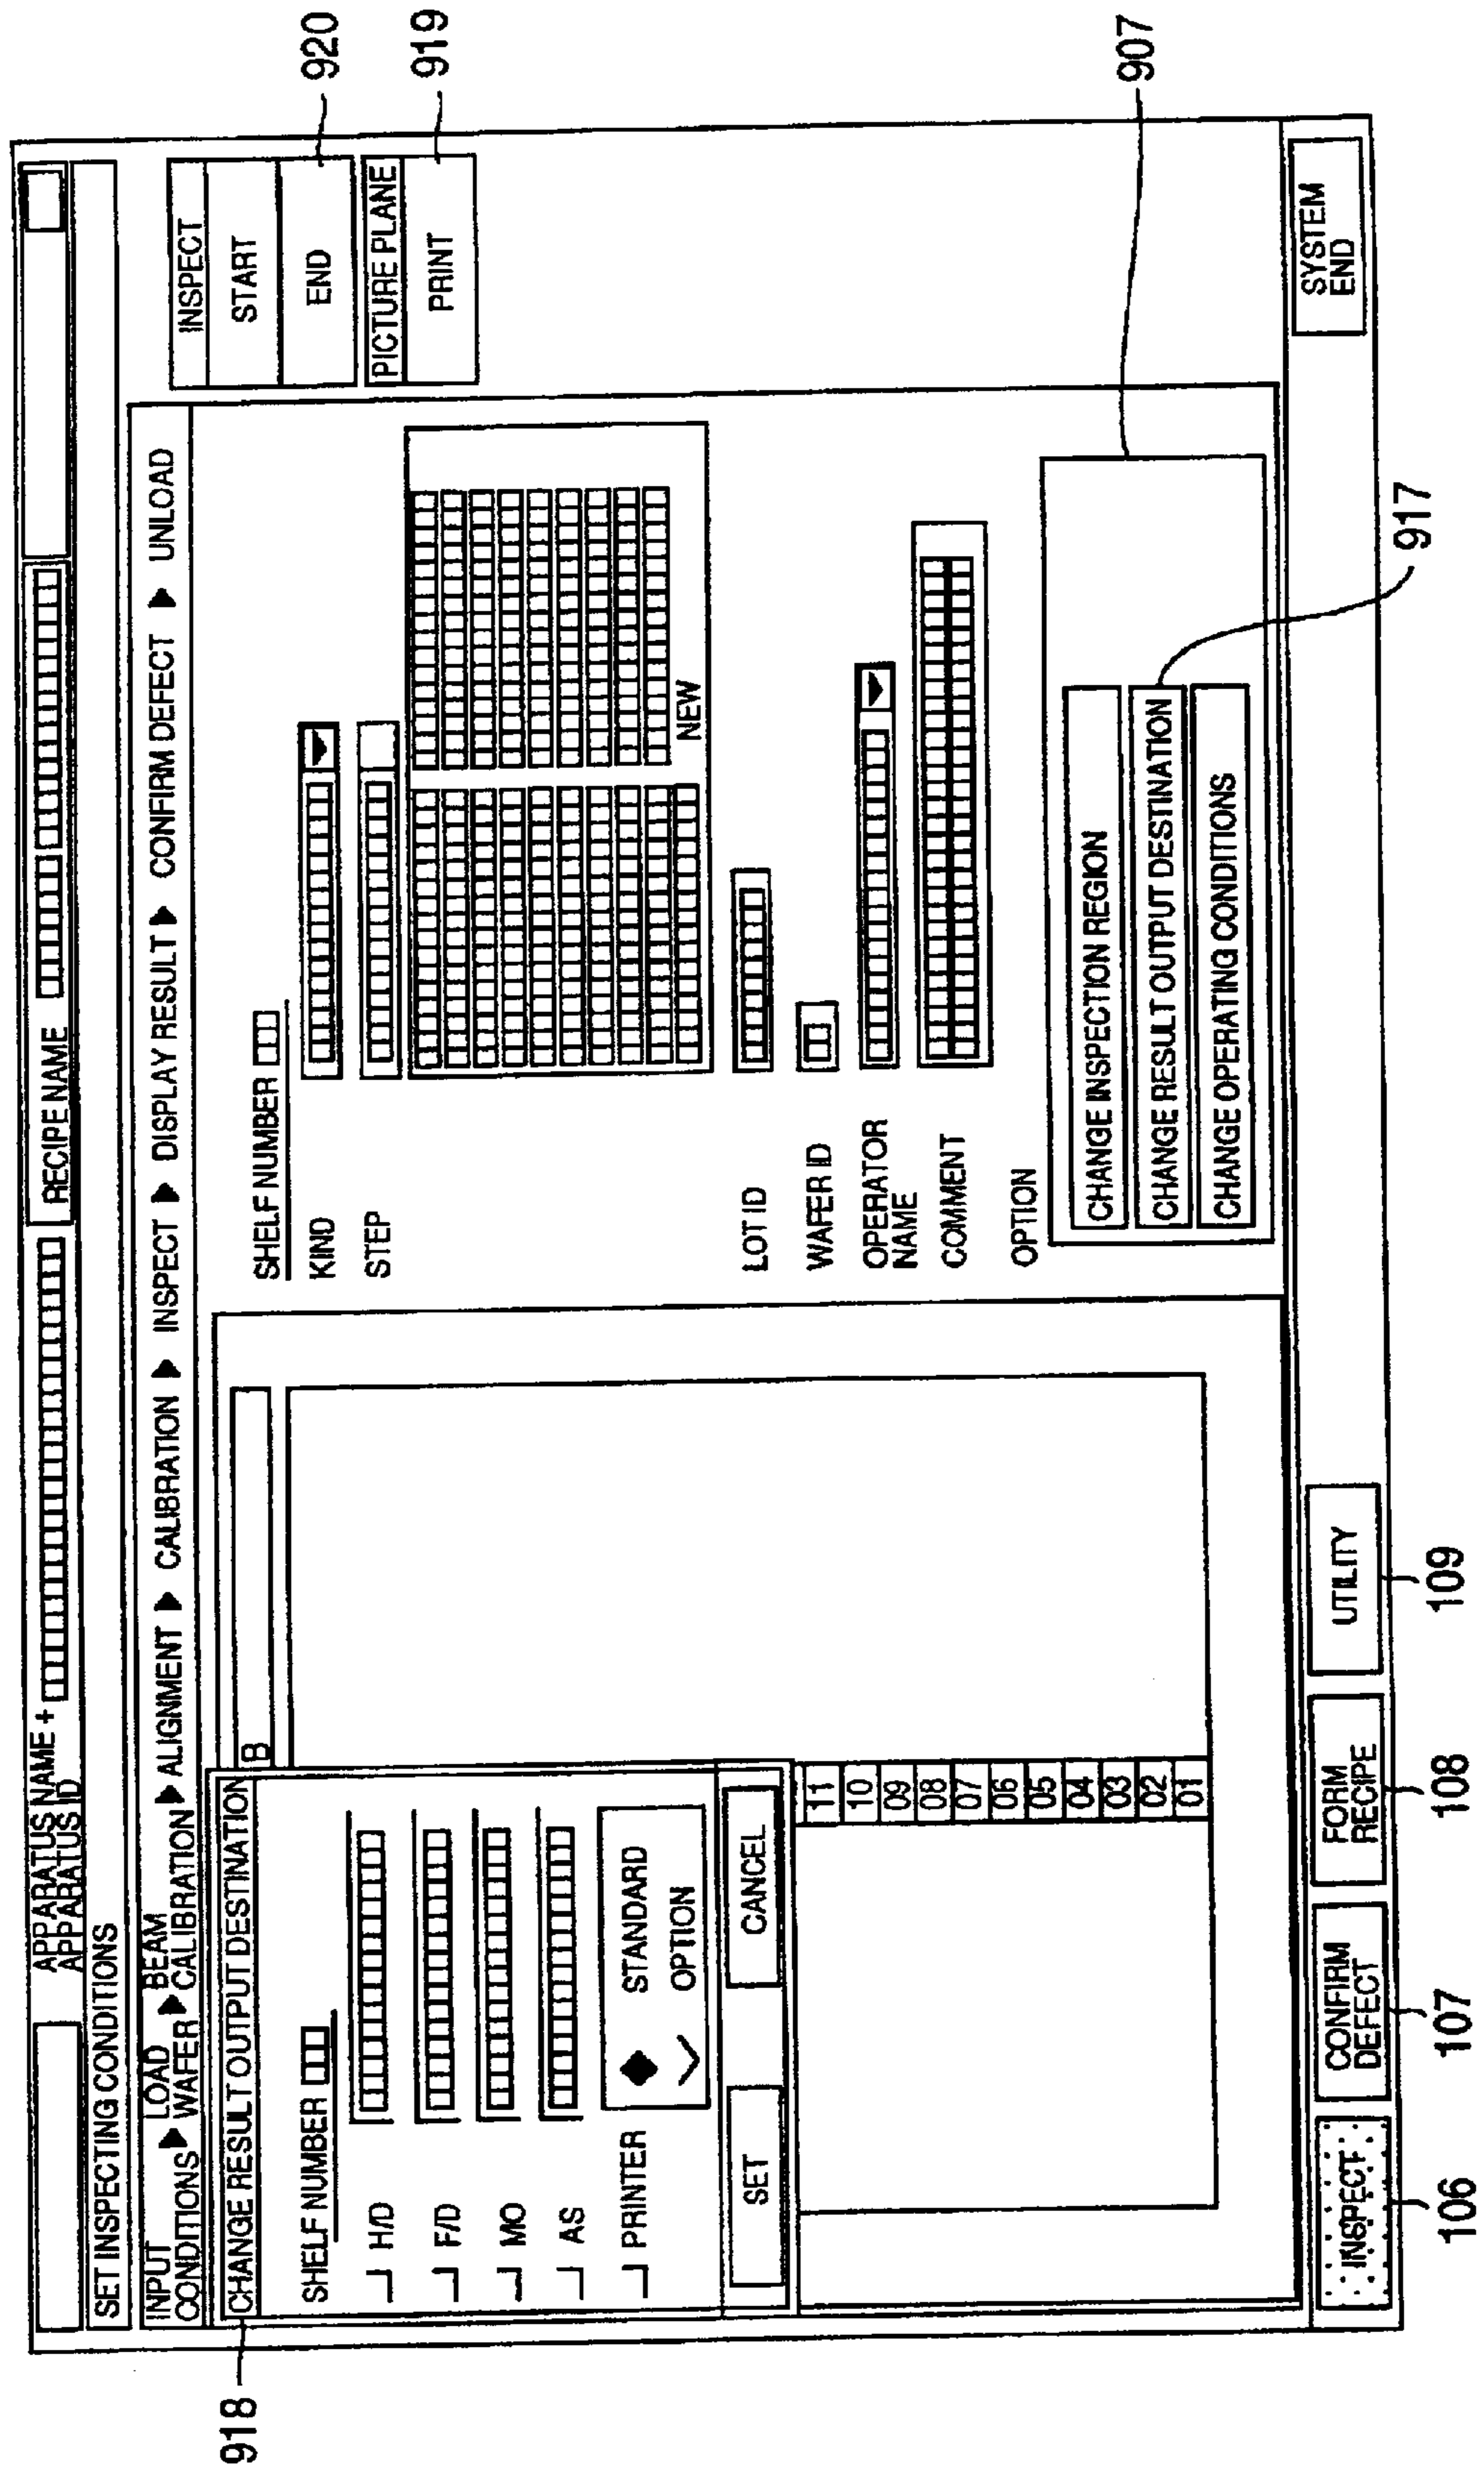 APPARATUS NAME +
APPARATUS ID
RECIPE NAME
SET INSPECTING CONDITIONS
INPUT
CONDITIONS
LOAD
WAFER
BEAM
CALIBRATION
ALIGNMENT
CALIBRATION
INSPECT
DISPLAY RESULT
CONFIRM DEFECT
UNLOAD
918
CHANGE RESULT OUTPUT DESTINATION
B
SHELF NUMBER
H/D
F/D
MO
AS
PRINTER
STANDARD
OPTION
SET
CANCEL
11
10
09
08
07
06
05
04
03
02
01
SHELF NUMBER
KIND
STEP
NEW
LOT ID
WAFER ID
OPERATOR
NAME
COMMENT
OPTION
CHANGE INSPECTION REGION
CHANGE RESULT OUTPUT DESTINATION
CHANGE OPERATING CONDITIONS
INSPECT
START
END
920
PICTURE PLANE
PRINT
919
907
917
INSPECT
CONFIRM
DEFECT
FORM
RECIPE
UTILITY
SYSTEM
END
106
107
108
109